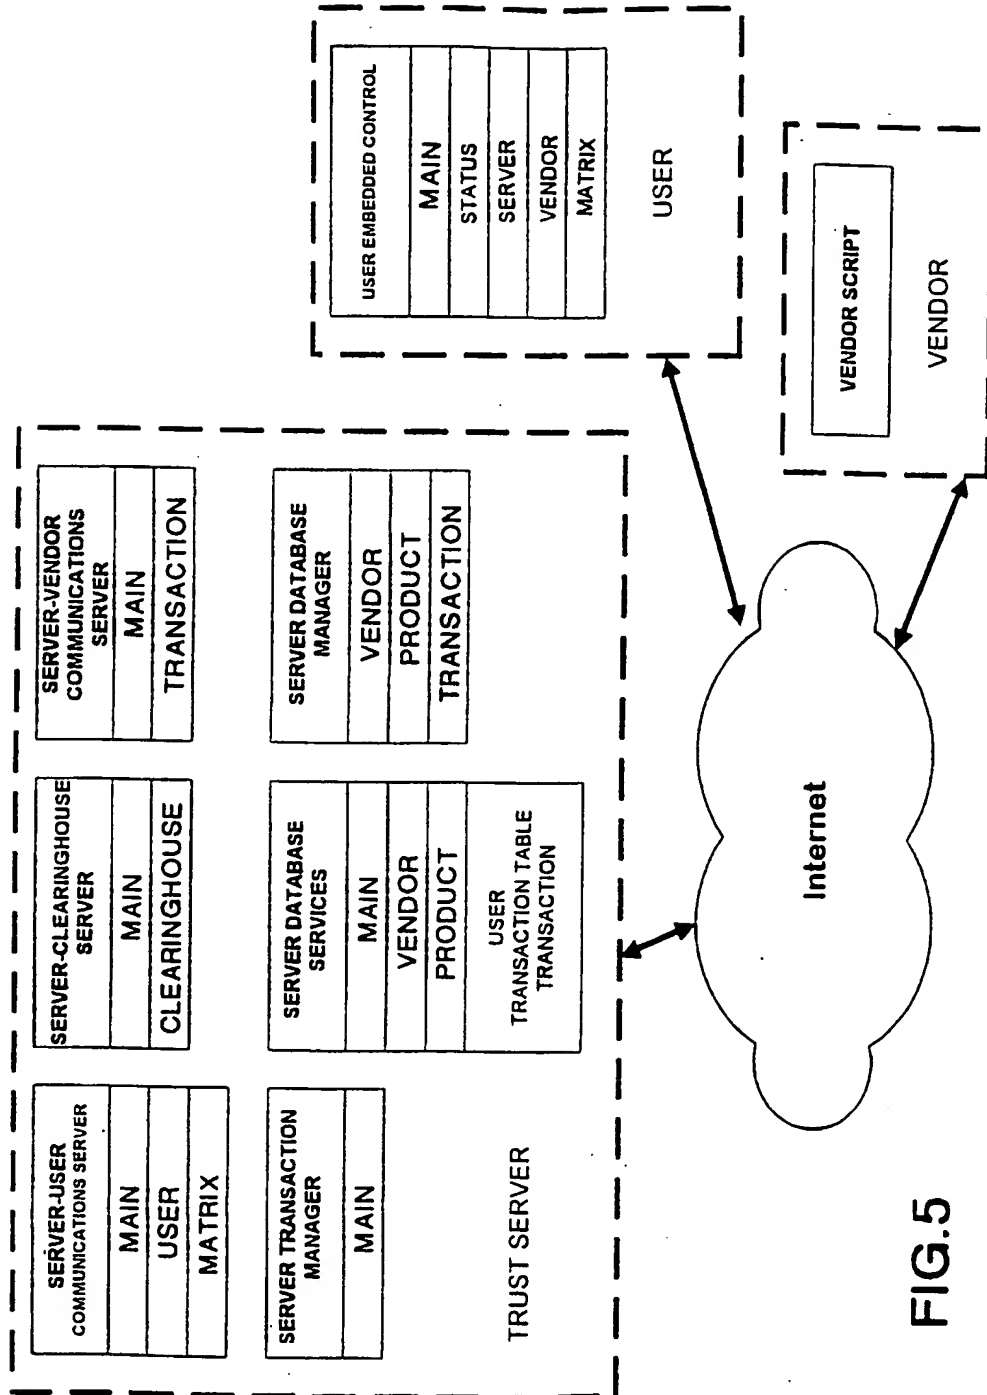 SERVER-USER
COMMUNICATIONS SERVER
MAIN
USER
MATRIX
SERVER-CLEARINGHOUSE
SERVER
MAIN
CLEARINGHOUSE
SERVER-VENDOR
COMMUNICATIONS
SERVER
MAIN
TRANSACTION
SERVER TRANSACTION
MANAGER
MAIN
SERVER DATABASE
SERVICES
MAIN
VENDOR
PRODUCT
USER
TRANSACTION TABLE
TRANSACTION
SERVER DATABASE
MANAGER
VENDOR
PRODUCT
TRANSACTION
TRUST SERVER
USER EMBEDDED CONTROL
MAIN
STATUS
SERVER
VENDOR
MATRIX
USER
Internet
VENDOR SCRIPT
VENDOR
FIG.5